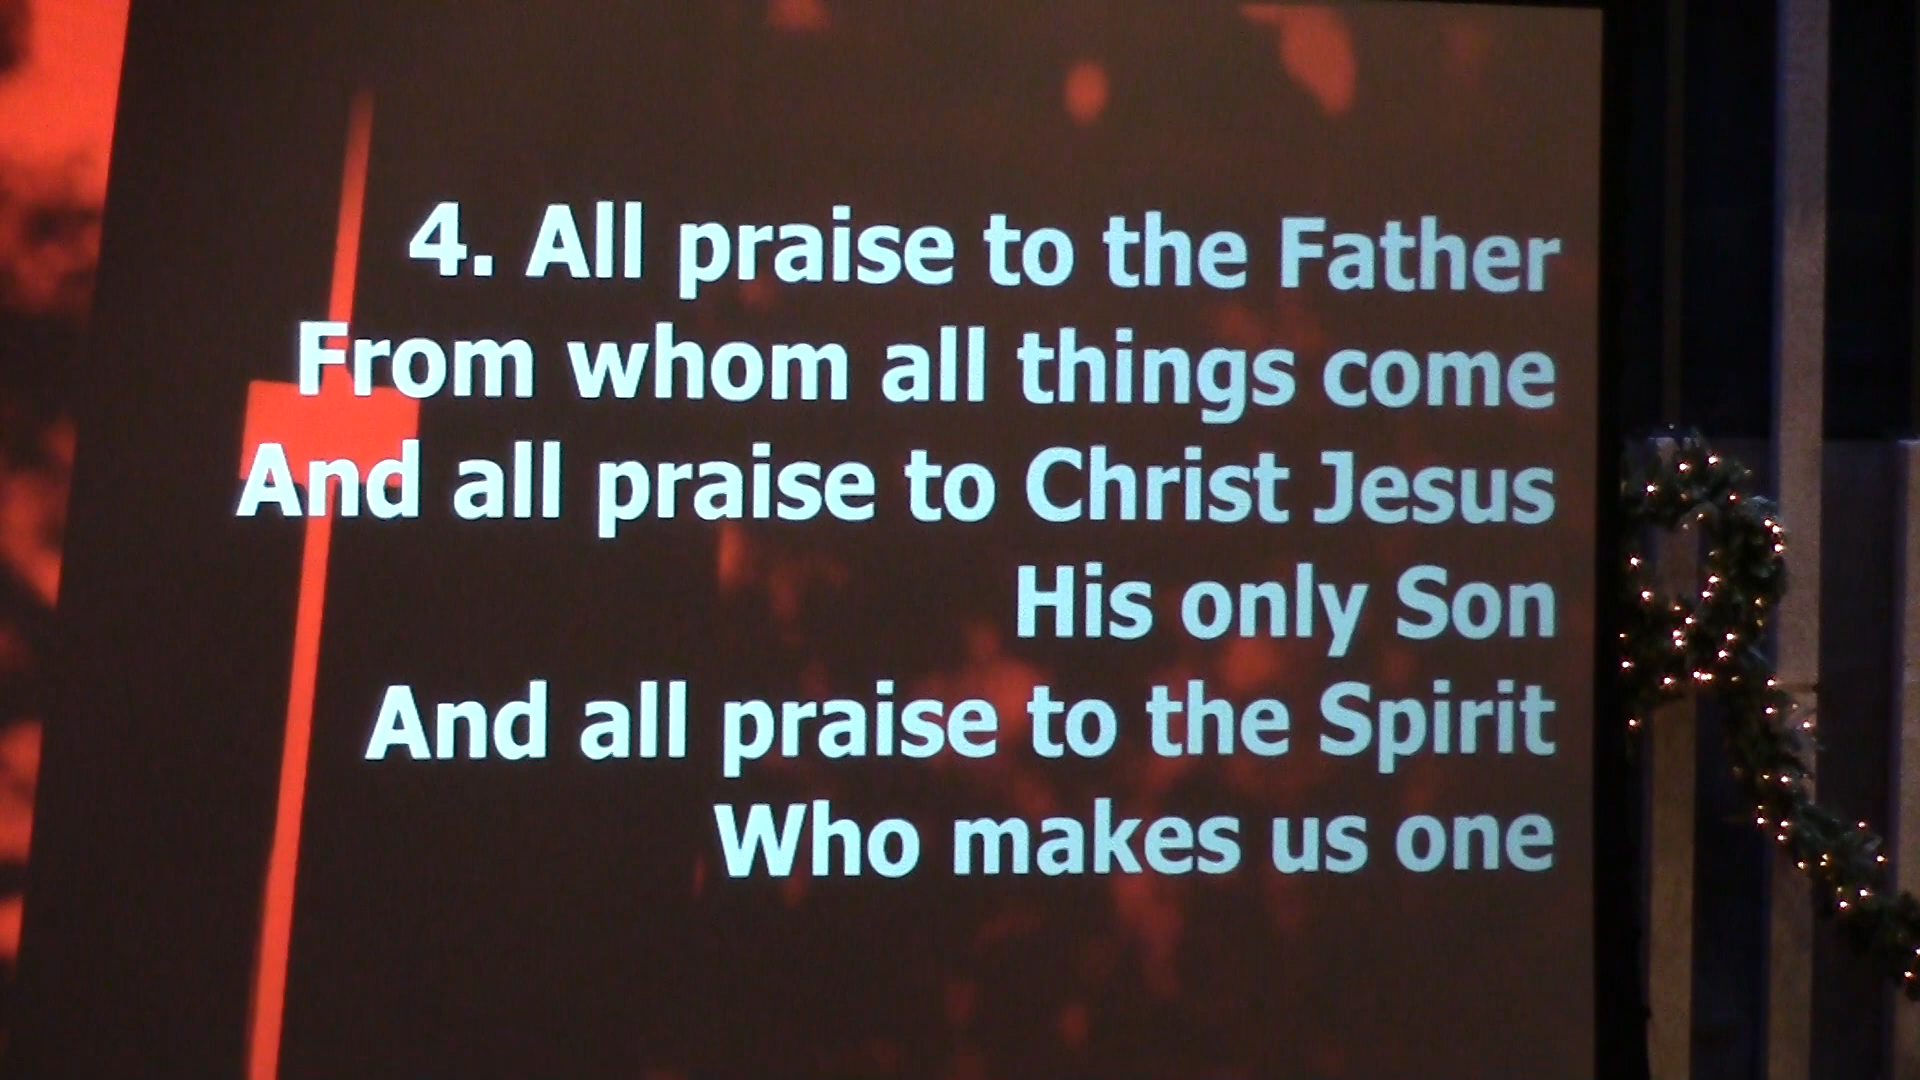 4. All praise to the Father
From whom all things come
And all praise to Christ Jesus
His only Son
And all praise to the Spirit
Who makes us one